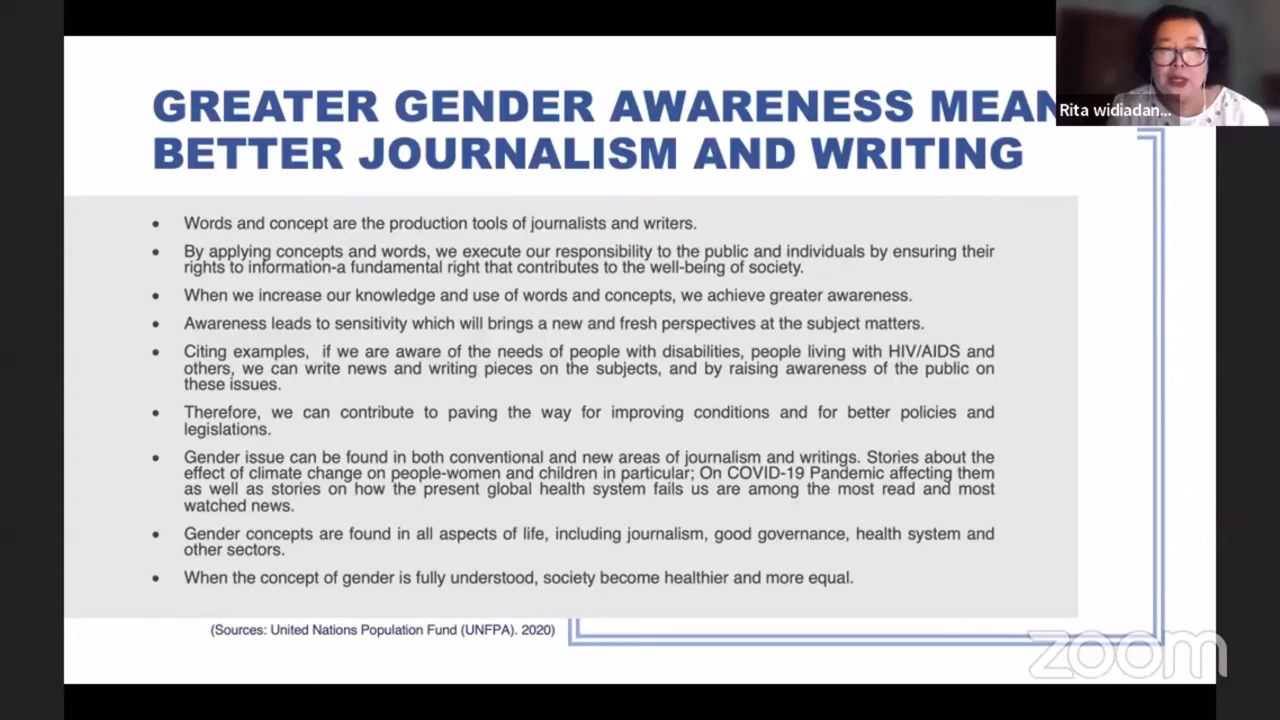 GREATER GENDER AWARENESS MEAN
BETTER JOURNALISM AND WRITING
Rita widiadan...
• Words and concept are the production tools of journalists and writers.
• By applying concepts and words, we execute our responsibility to the public and individuals by ensuring their
rights to information-a fundamental right that contributes to the well-being of society.
• When we increase our knowledge and use of words and concepts, we achieve greater awareness.
• Awareness leads to sensitivity which will brings a new and fresh perspectives at the subject matters.
• Citing examples, if we are aware of the needs of people with disabilities, people living with HIV/AIDS and
others, we can write news and writing pieces on the subjects, and by raising awareness of the public on
these issues.
• Therefore, we can contribute to paving the way for improving conditions and for better policies and
legislations.
• Gender issue can be found in both conventional and new areas of journalism and writings. Stories about the
effect of climate change on people-women and children in particular; On COVID-19 Pandemic affecting them
as well as stories on how the present global health system fails us are among the most read and most
watched news.
• Gender concepts are found in all aspects of life, including journalism, good governance, health system and
other sectors.
• When the concept of gender is fully understood, society become healthier and more equal.
(Sources: United Nations Population Fund (UNFPA). 2020)
zoom